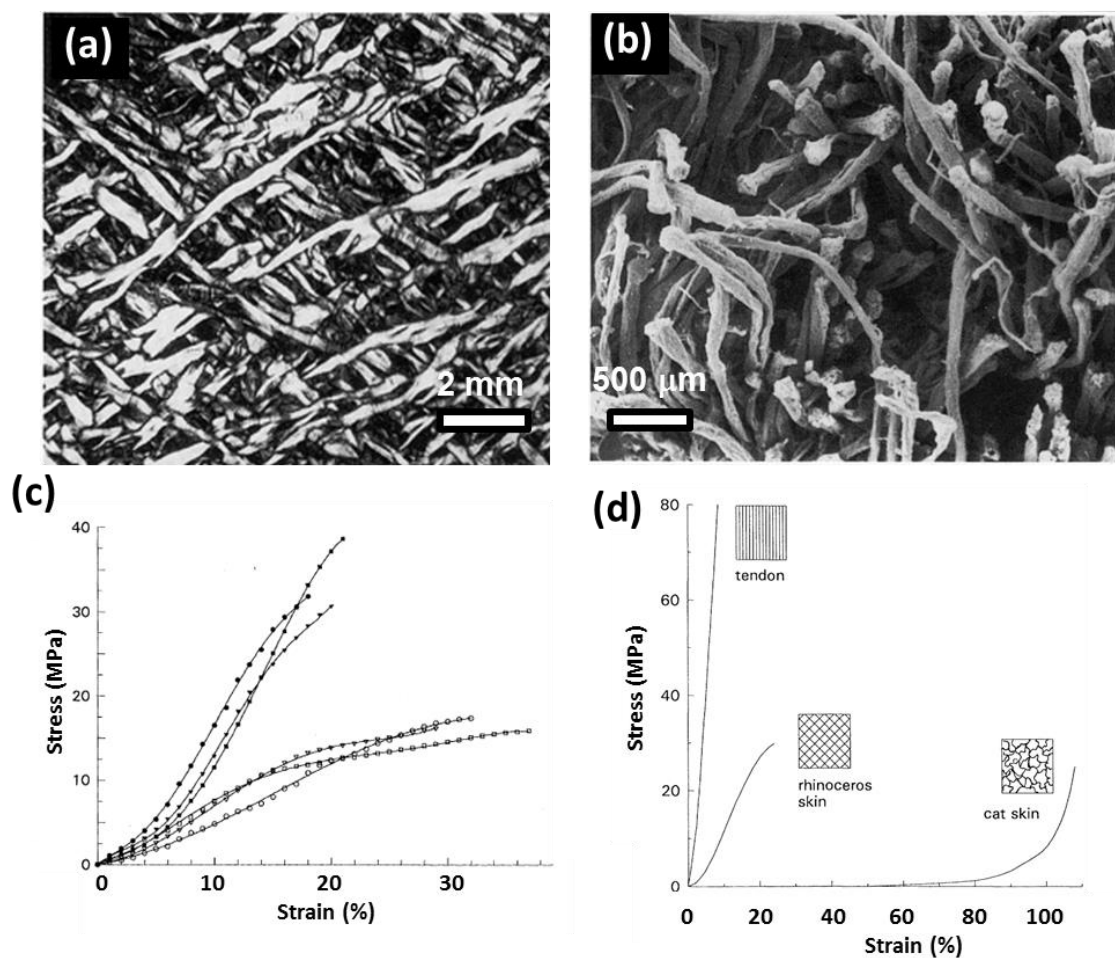 (a)
(b)
2 mm
500 μm
(c)
(d)
40
30
20
10
0
Stress (MPa)
0
10
20
30
Strain (%)
80
60
40
20
0
Stress (MPa)
tendon
rhinoceros
skin
cat skin
0
20
40
60
80
100
Strain (%)